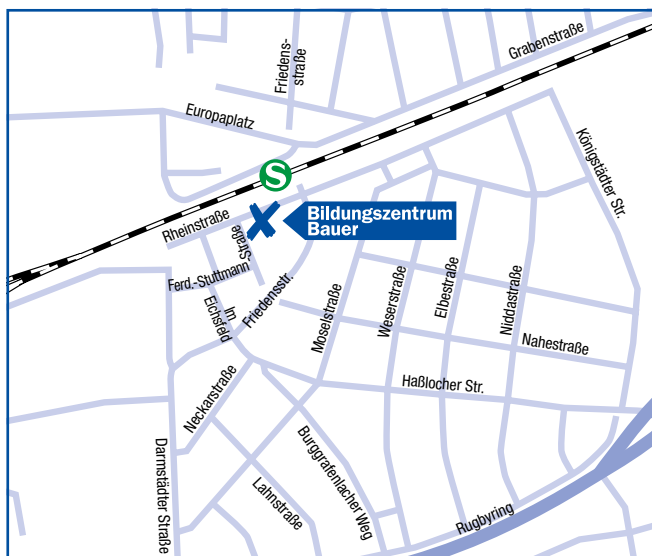 Grabenstraße
Friedens-
straße
Europaplatz
Königstädter Str.
S
Rheinstraße
Bildungszentrum
Bauer
Ferd.-Stuttmann
-Straße
Im
Eichsfeld
Friedensstr.
Moselstraße
Weserstraße
Elbestraße
Niddastraße
Nahestraße
Haßlocher Str.
Neckarstraße
Darmstädter Straße
Lahnstraße
Burggrafenlacher Weg
Rugbyring